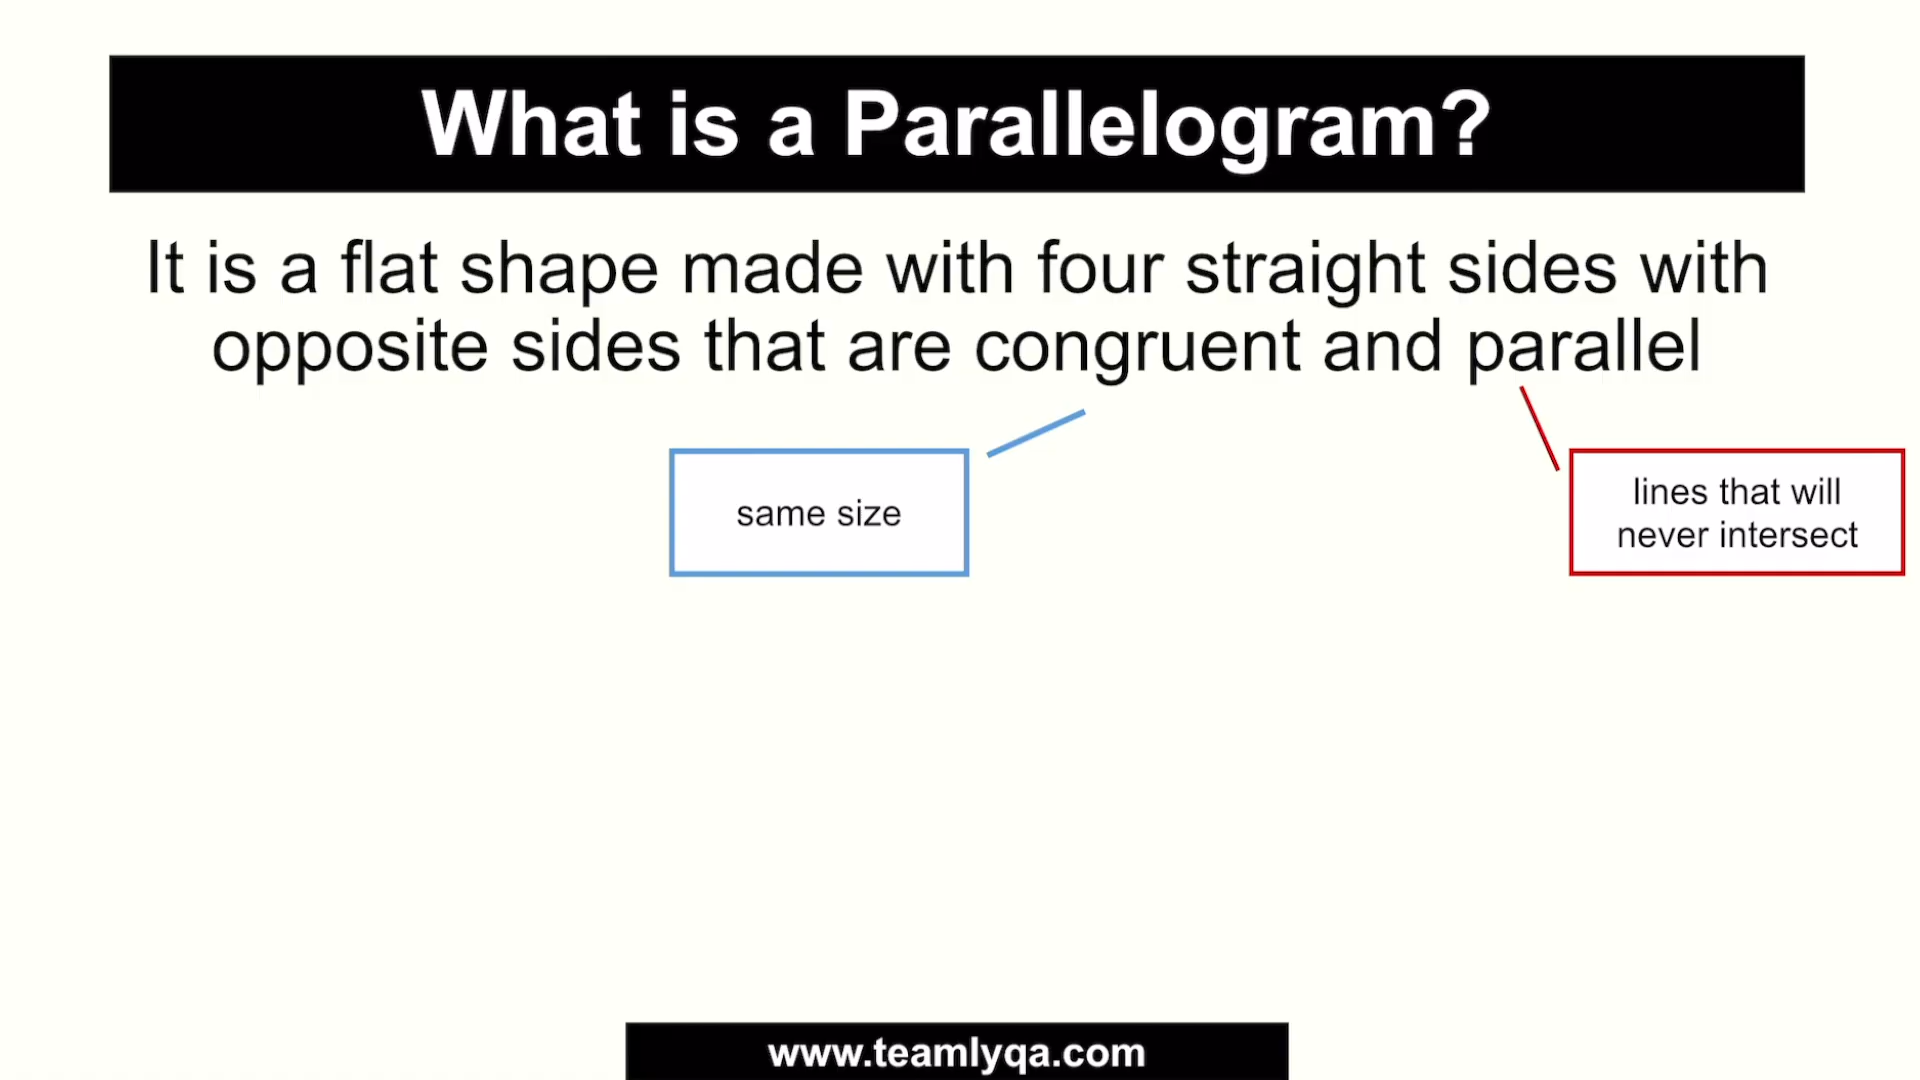 What is a Parallelogram?
It is a flat shape made with four straight sides with
opposite sides that are congruent and parallel
same size
lines that will
never intersect
www.teamlyqa.com